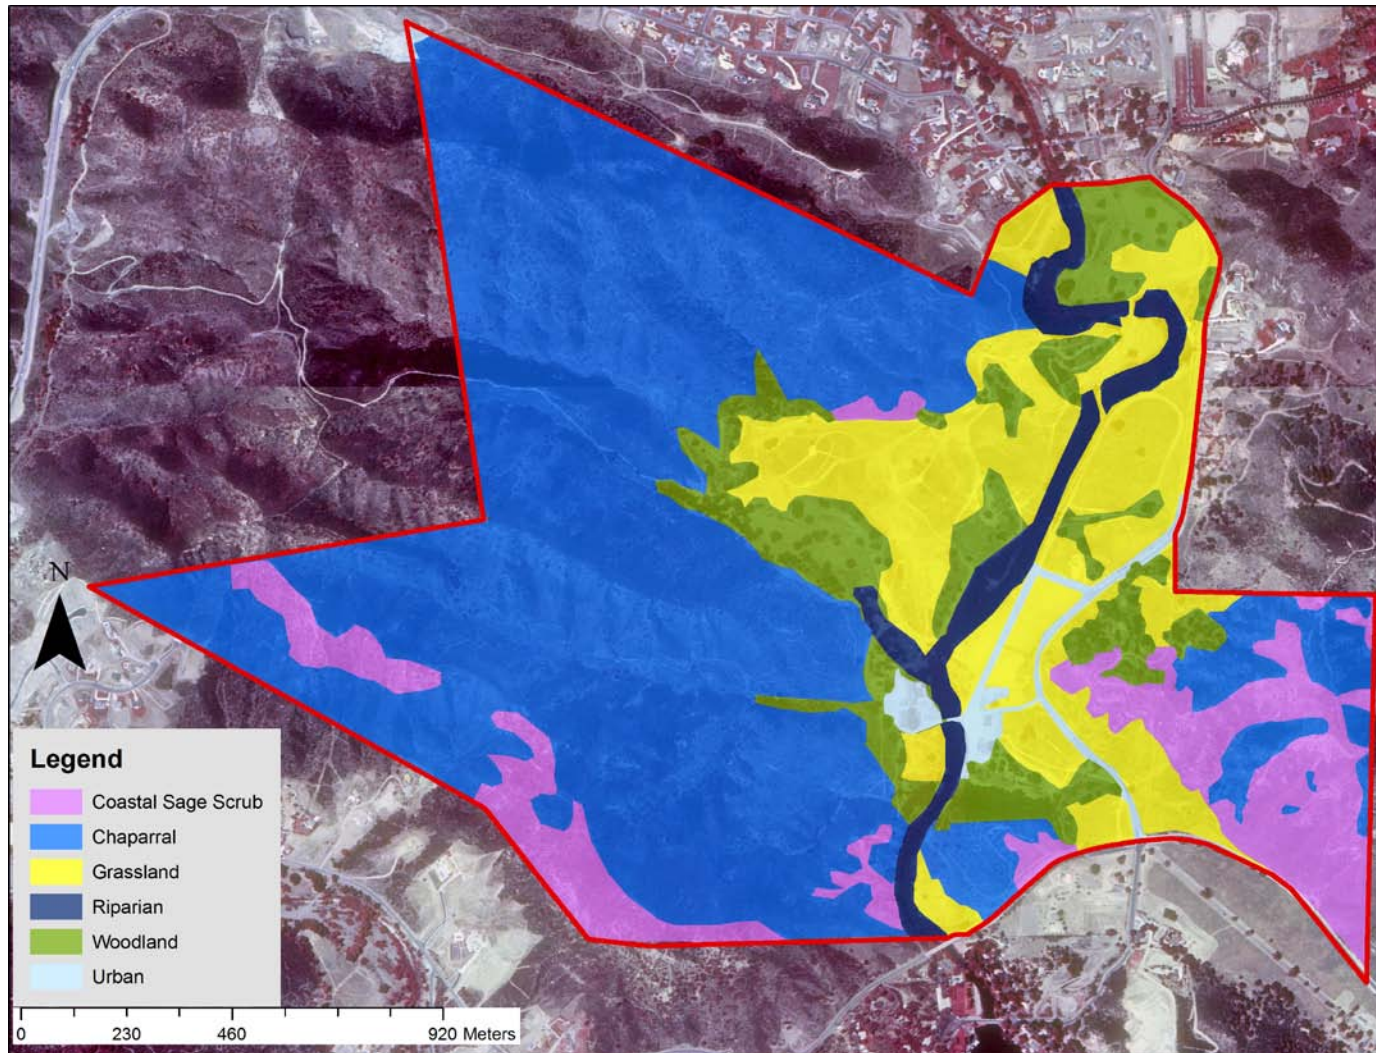 N
Legend
Coastal Sage Scrub
Chaparral
Grassland
Riparian
Woodland
Urban
0 230 460 920 Meters